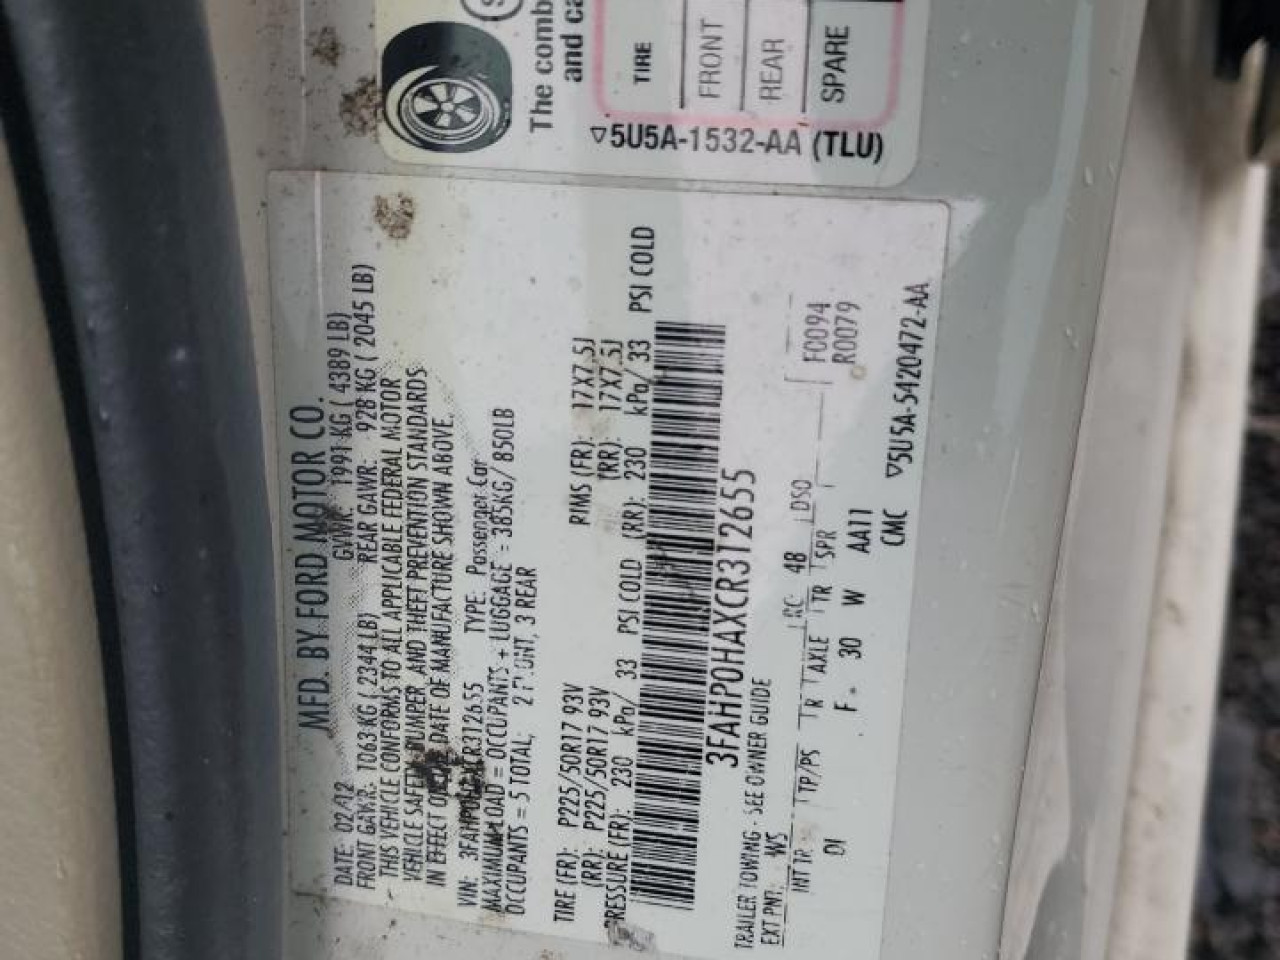 The comb
and ca
TIRE
FRONT
REAR
SPARE
▽5U5A-1532-AA (TLU)
MFD. BY FORD MOTOR CO.
DATE: 02/12 GVWR: 1991 KG ( 4389 LB)
FRONT GAWR: 1063 KG ( 2344 LB) REAR GAWR: 928 KG ( 2045 LB)
THIS VEHICLE CONFORMS TO ALL APPLICABLE FEDERAL MOTOR
VEHICLE SAFETY, BUMPER, AND THEFT PREVENTION STANDARDS
IN EFFECT ON THE DATE OF MANUFACTURE SHOWN ABOVE.
VIN: 3FAHP0HAXCR312655 TYPE: Passenger Car
MAXIMUM LOAD = OCCUPANTS + LUGGAGE = 385KG/ 850LB
OCCUPANTS = 5 TOTAL; 2 FRONT, 3 REAR
TIRE (FR): P225/50R17 93V RIMS (FR): 17X7.5J
(RR): P225/50R17 93V (RR): 17X7.5J
PRESSURE (FR): 230 kPa/ 33 PSI COLD (RR): 230 kPa/ 33 PSI COLD
3FAHP0HAXCR312655
TRAILER TOWING - SEE OWNER GUIDE
EXT PNT: WS RC: 48 DSO: F0094
R0079
INT TR TP/PS R AXLE TR SPR
DI F 30 W AA11
CMC ▽5U5A-5420472-AA